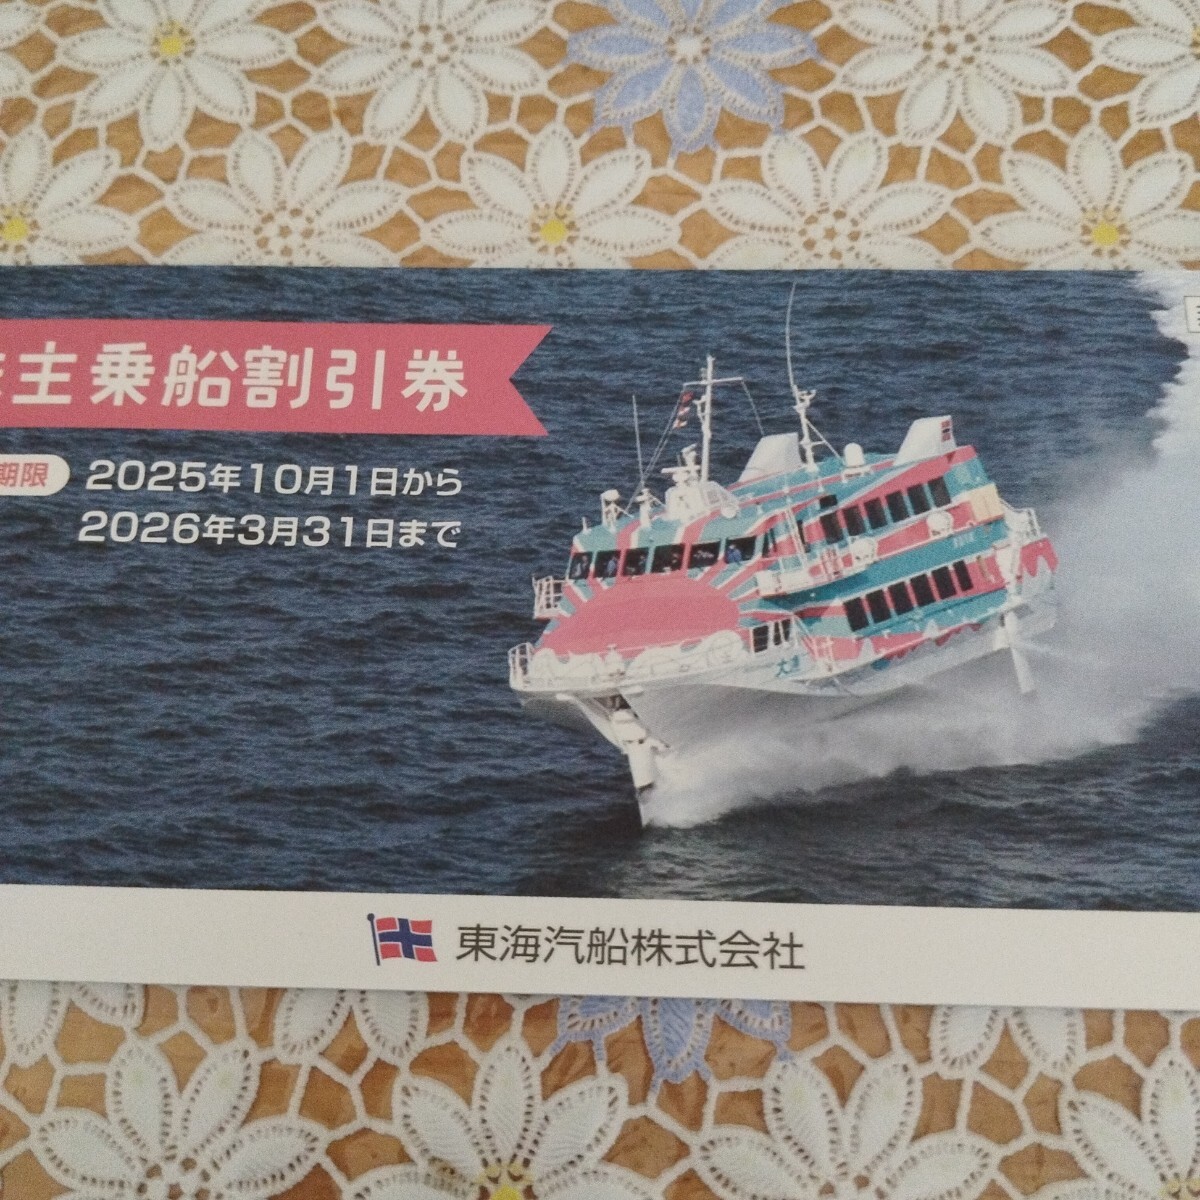 主乗船割引券
期限 2025年10月1日から
2026年3月31日まで
大漁
東海汽船株式会社